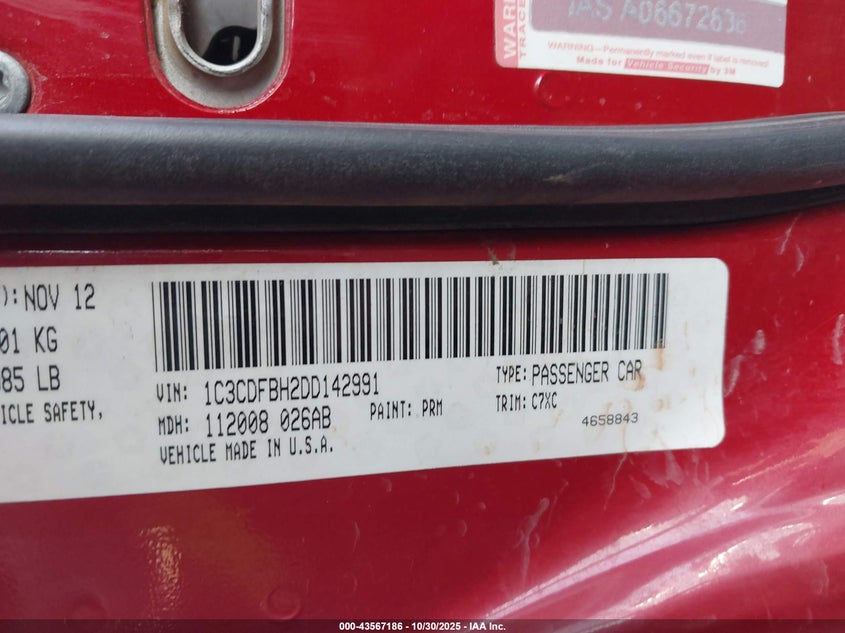 WARNING—Permanently marked even if label is removed!
Made for Vehicle Security by 3M
): NOV 12
01 KG
85 LB
VEHICLE SAFETY,
VIN: 1C3CDFBH2DD142991
TYPE: PASSENGER CAR
MDH: 112008 026AB
PAINT: PRM
TRIM: C7XC
VEHICLE MADE IN U.S.A.
4658843
000-43567186 - 10/30/2025 - IAA Inc.